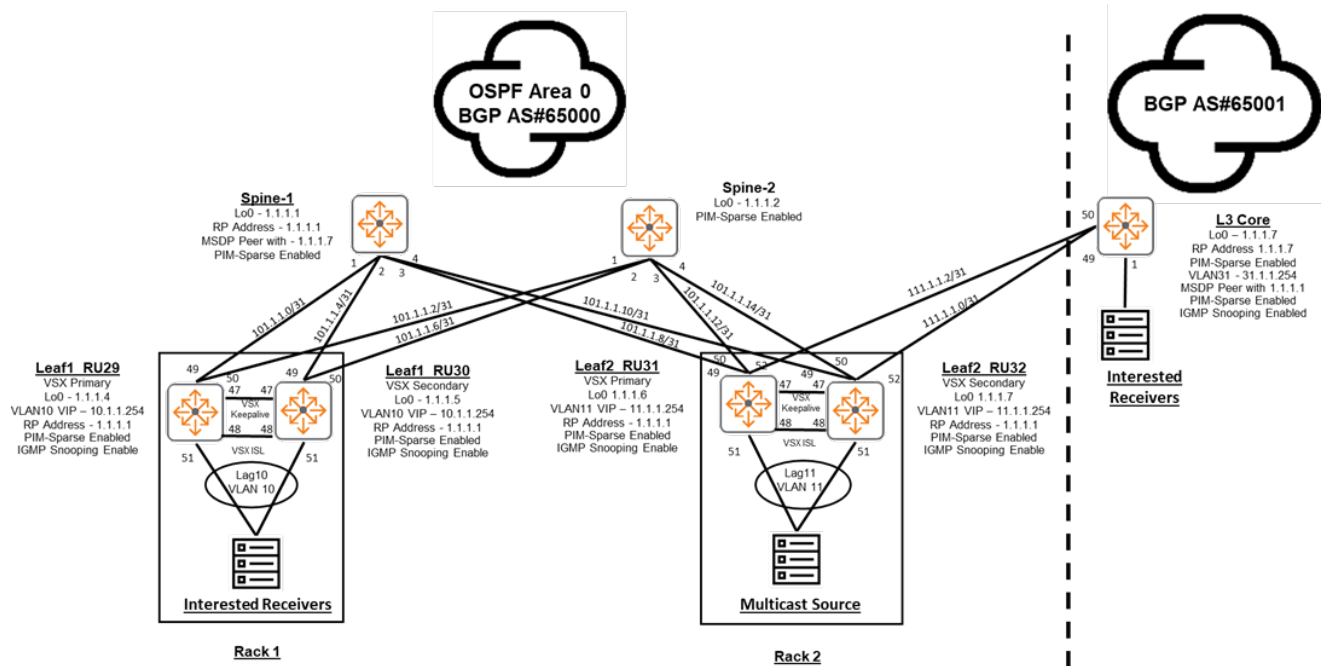 OSPF Area 0
BGP AS#65000
BGP AS#65001
Spine-1
Lo0 - 1.1.1.1
RP Address - 1.1.1.1
MSDP Peer with - 1.1.1.7
PIM-Sparse Enabled
Spine-2
Lo0 - 1.1.1.2
PIM-Sparse Enabled
L3 Core
Lo0 – 1.1.1.7
RP Address 1.1.1.7
PIM-Sparse Enabled
VLAN31 - 31.1.1.254
MSDP Peer with 1.1.1.1
PIM-Sparse Enabled
IGMP Snooping Enabled
50
49
1
1
2
3
4
1
2
3
4
101.1.1.0/31
101.1.1.4/31
101.1.1.2/31
101.1.1.6/31
101.1.1.10/31
101.1.1.8/31
101.1.1.12/31
101.1.1.14/31
111.1.1.2/31
111.1.1.0/31
Leaf1 RU29
VSX Primary
Lo0 - 1.1.1.4
VLAN10 VIP – 10.1.1.254
RP Address - 1.1.1.1
PIM-Sparse Enabled
IGMP Snooping Enable
49
50
47
47
49
50
VSX
Keepalive
48
48
VSX ISL
51
51
Lag10
VLAN 10
Interested Receivers
Rack 1
Leaf1 RU30
VSX Secondary
Lo0 - 1.1.1.5
VLAN10 VIP – 10.1.1.254
RP Address - 1.1.1.1
PIM-Sparse Enabled
IGMP Snooping Enable
Leaf2 RU31
VSX Primary
Lo0 1.1.1.6
VLAN11 VIP – 11.1.1.254
RP Address - 1.1.1.1
PIM-Sparse Enabled
IGMP Snooping Enable
50
52
49
47
47
49
50
52
VSX
Keepalive
48
48
VSX ISL
51
51
Lag11
VLAN 11
Multicast Source
Rack 2
Leaf2 RU32
VSX Secondary
Lo0 1.1.1.7
VLAN11 VIP – 11.1.1.254
RP Address - 1.1.1.1
PIM-Sparse Enabled
IGMP Snooping Enable
Interested
Receivers